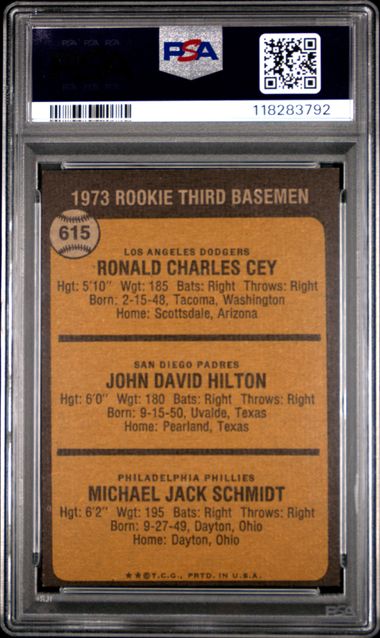 PSA
118283792
1973 ROOKIE THIRD BASEMEN
615
LOS ANGELES DODGERS
RONALD CHARLES CEY
Hgt: 5'10" Wgt: 185 Bats: Right Throws: Right
Born: 2-15-48, Tacoma, Washington
Home: Scottsdale, Arizona
SAN DIEGO PADRES
JOHN DAVID HILTON
Hgt: 6'0" Wgt: 180 Bats: Right Throws: Right
Born: 9-15-50, Uvalde, Texas
Home: Pearland, Texas
PHILADELPHIA PHILLIES
MICHAEL JACK SCHMIDT
Hgt: 6'2" Wgt: 195 Bats: Right Throws: Right
Born: 9-27-49, Dayton, Ohio
Home: Dayton, Ohio
★★©T.C.G., PRTD. IN U.S.A.
PSA